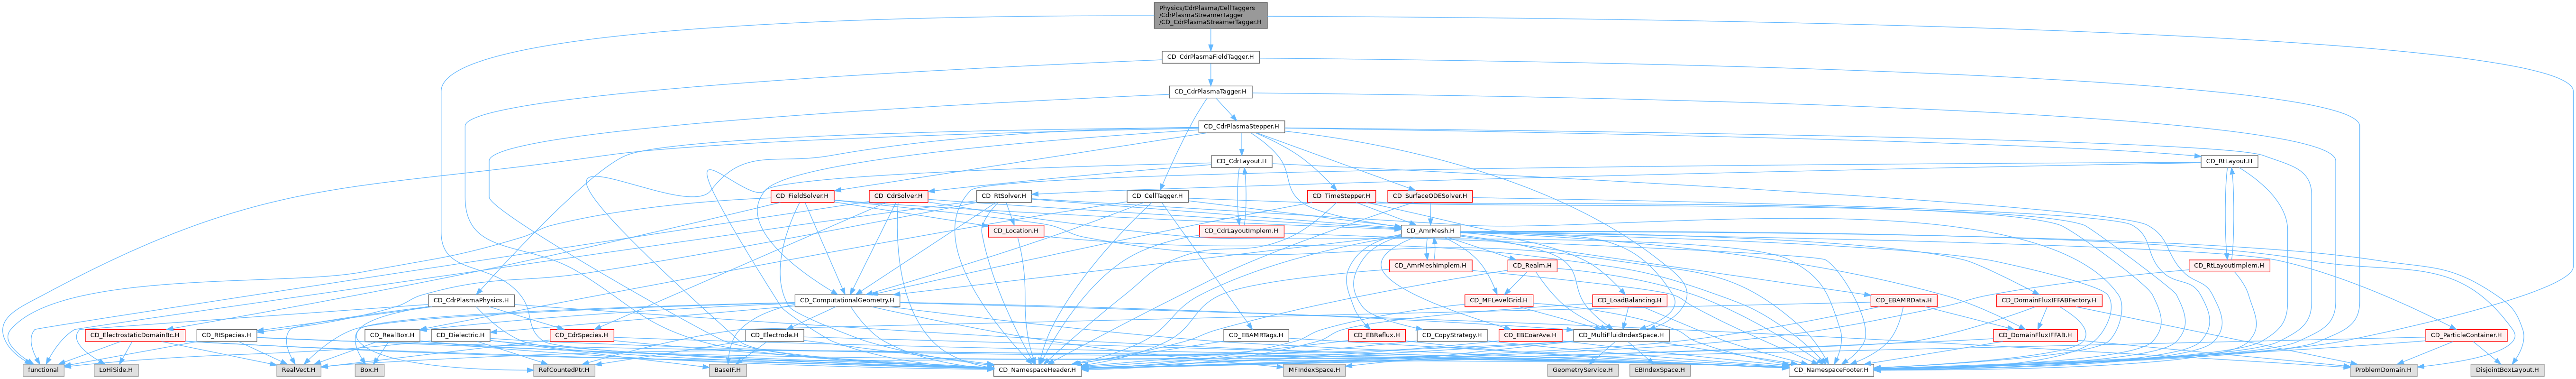 Physics/CdrPlasma/CellTaggers
/CdrPlasmaStreamerTagger
/CD_CdrPlasmaStreamerTagger.H
CD_CdrPlasmaFieldTagger.H
CD_CdrPlasmaTagger.H
CD_CdrPlasmaStepper.H
CD_CdrLayout.H
CD_RtLayout.H
CD_FieldSolver.H
CD_CdrSolver.H
CD_RtSolver.H
CD_CellTagger.H
CD_TimeStepper.H
CD_SurfaceODESolver.H
CD_Location.H
CD_CdrLayoutImplem.H
CD_AmrMesh.H
CD_AmrMeshImplem.H
CD_Realm.H
CD_RtLayoutImplem.H
CD_CdrPlasmaPhysics.H
CD_ComputationalGeometry.H
CD_MFLevelGrid.H
CD_LoadBalancing.H
CD_EBAMRData.H
CD_DomainFluxIFFABFactory.H
CD_ElectrostaticDomainBc.H
CD_RtSpecies.H
CD_RealBox.H
CD_Dielectric.H
CD_CdrSpecies.H
CD_Electrode.H
CD_EBAMRTags.H
CD_EBReflux.H
CD_CopyStrategy.H
CD_EBCoarAve.H
CD_MultiFluidIndexSpace.H
CD_DomainFluxIFFAB.H
CD_ParticleContainer.H
functional
LoHiSide.H
RealVect.H
Box.H
RefCountedPtr.H
BaseIF.H
CD_NamespaceHeader.H
MFIndexSpace.H
GeometryService.H
EBIndexSpace.H
CD_NamespaceFooter.H
ProblemDomain.H
DisjointBoxLayout.H